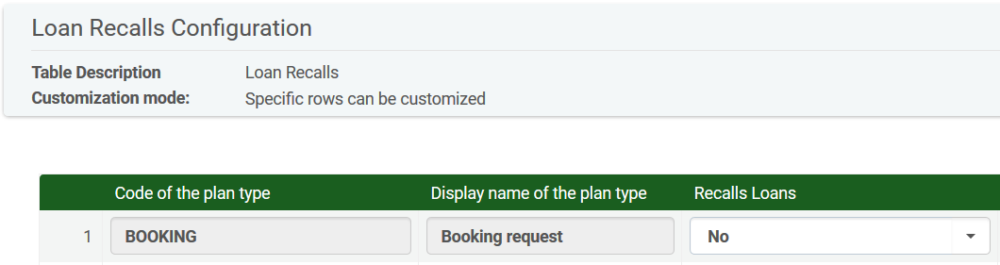 Loan Recalls Configuration
Table Description Loan Recalls
Customization mode: Specific rows can be customized
Code of the plan type Display name of the plan type Recalls Loans
1 BOOKING Booking request No